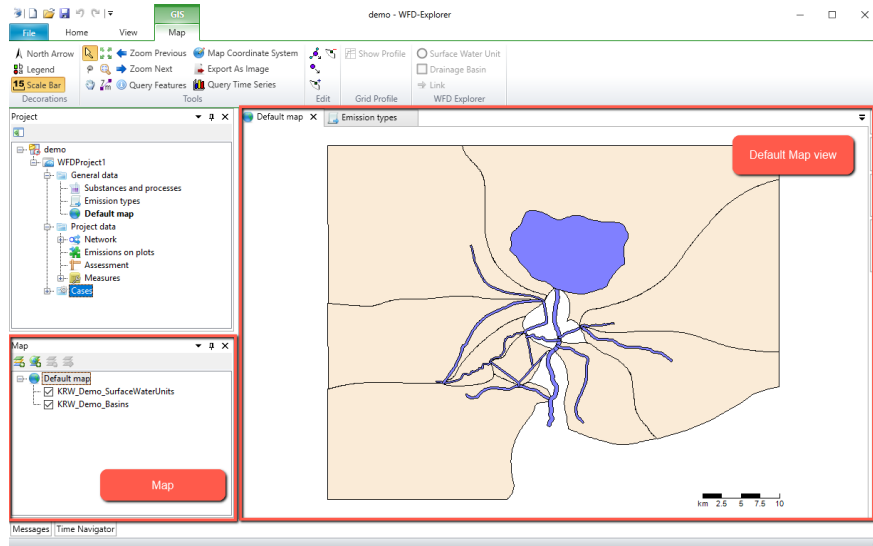 GIS
demo - WFD-Explorer
File Home View Map
North Arrow Zoom Previous Map Coordinate System Show Profile Surface Water Unit
Legend Zoom Next Export As Image Drainage Basin
15 Scale Bar Query Features Query Time Series Link
Decorations Tools Edit Grid Profile WFD Explorer
Project
demo
WFDProject1
General data
Substances and processes
Emission types
Default map
Project data
Network
Emissions on plots
Assessment
Measures
Cases
Map
Default map
KRW_Demo_SurfaceWaterUnits
KRW_Demo_Basins
Map
Default map X Emission types
Default Map view
km 2.5 5 7.5 10
Messages Time Navigator